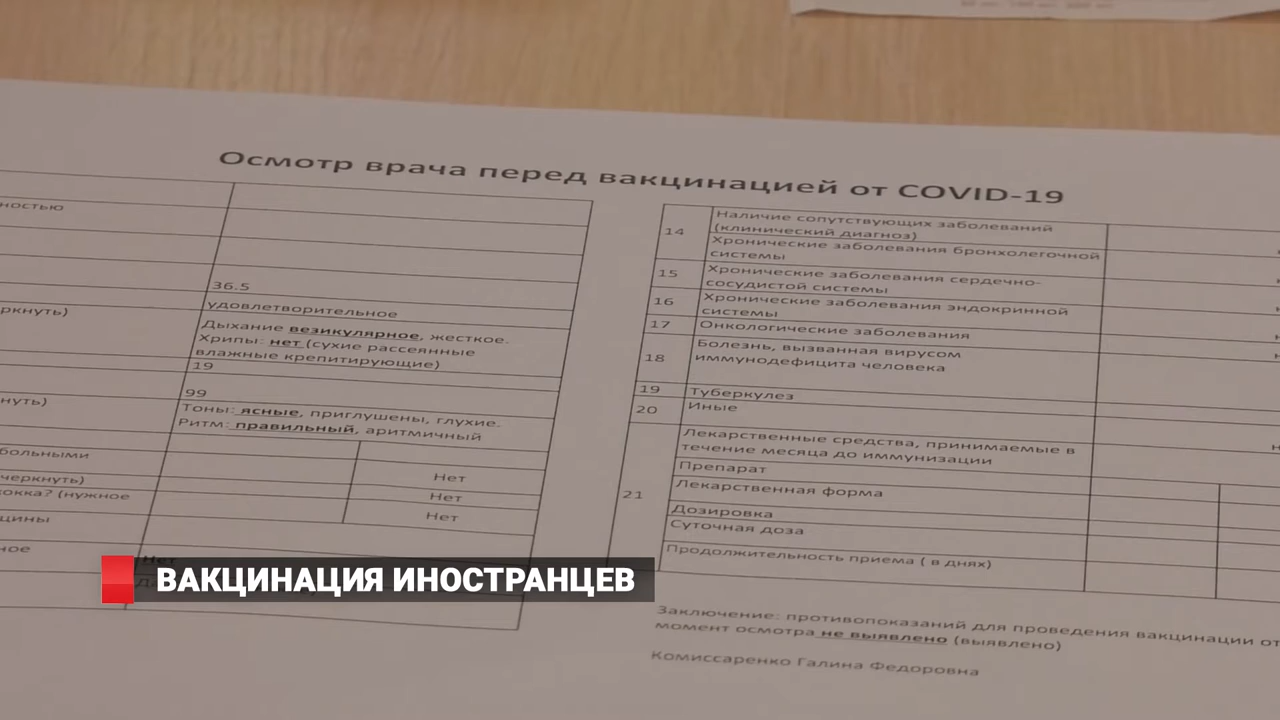 Осмотр врача перед вакцинацией от COVID-19
ностью
36.5
удовлетворительное
ркнуть)
Дыхание везикулярное, жесткое.
Хрипы: нет (сухие рассеянные
влажные крепитирующие)
19
99
нуть)
Тоны: ясные, приглушены, глухие.
Ритм: правильный, аритмичный
больными
черкнуть)
Нет
кокка? (нужное
Нет
цины
Нет
ное
Нет
14
Наличие сопутствующих заболеваний
(клинический диагноз)
Хронические заболевания бронхолегочной
системы
15
Хронические заболевания сердечно-
сосудистой системы
16
Хронические заболевания эндокринной
системы
17
Онкологические заболевания
18
Болезнь, вызванная вирусом
иммунодефицита человека
19
Туберкулез
20
Иные
21
Лекарственные средства, принимаемые в
течение месяца до иммунизации
Препарат
Лекарственная форма
Дозировка
Суточная доза
Продолжительность приема ( в днях)
Заключение: противопоказаний для проведения вакцинации от
момент осмотра не выявлено (выявлено)
Комиссаренко Галина Федоровна
ВАКЦИНАЦИЯ ИНОСТРАНЦЕВ